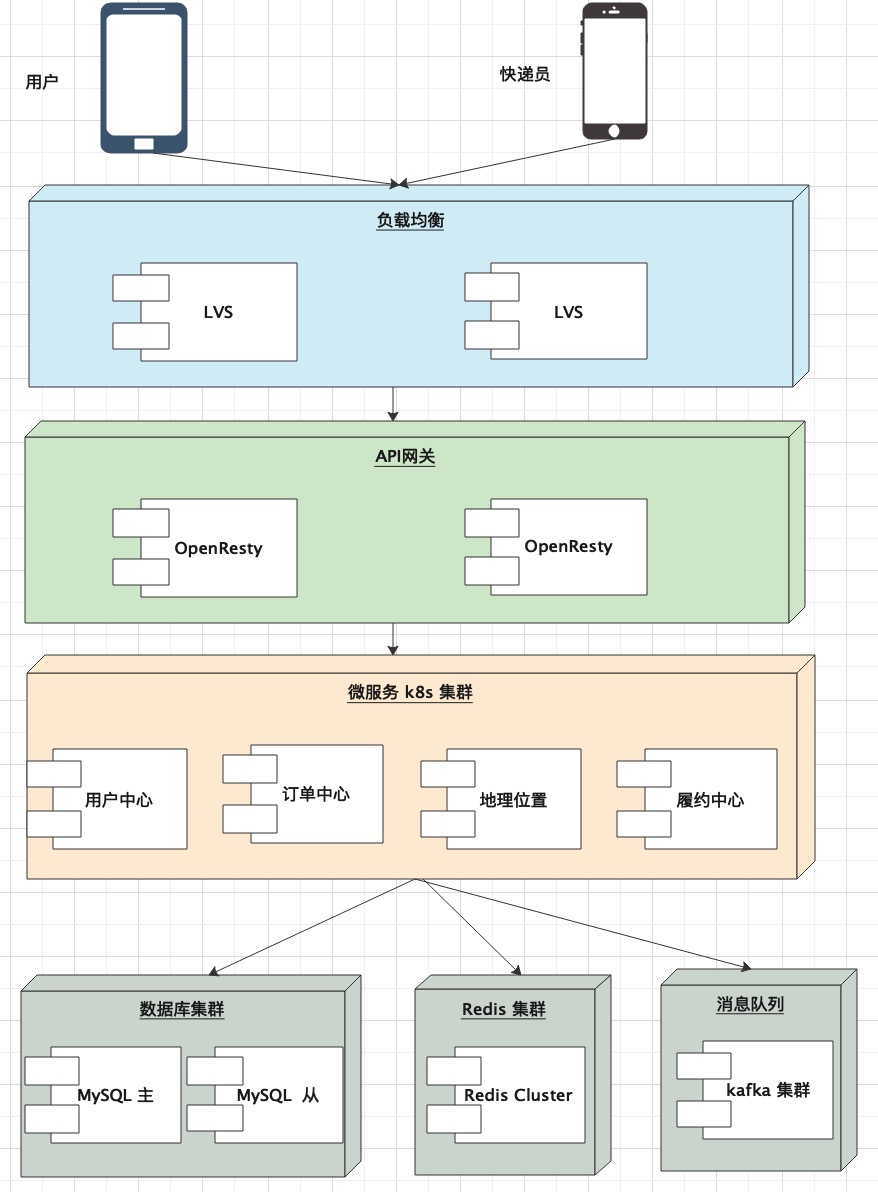 用户
快递员
负载均衡
LVS
LVS
API网关
OpenResty
OpenResty
微服务 k8s 集群
用户中心
订单中心
地理位置
履约中心
数据库集群
MySQL 主
MySQL 从
Redis 集群
Redis Cluster
消息队列
kafka 集群